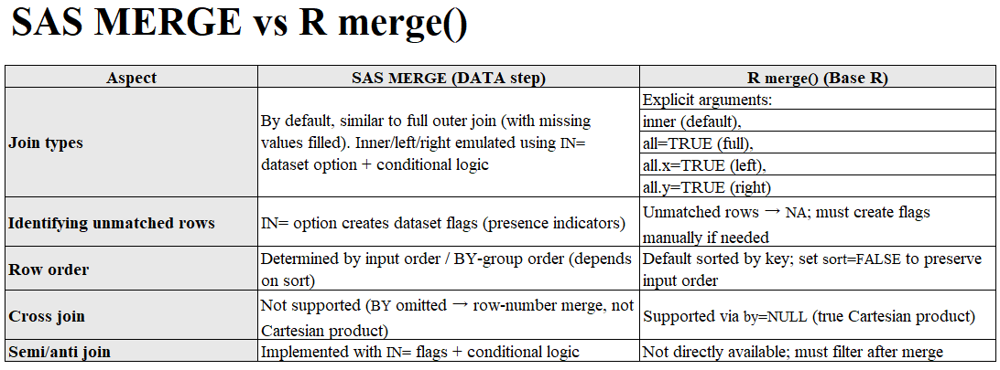 SAS MERGE vs R merge()
Aspect
SAS MERGE (DATA step)
R merge() (Base R)
Join types
By default, similar to full outer join (with missing
values filled). Inner/left/right emulated using IN=
dataset option + conditional logic
Explicit arguments:
inner (default),
all=TRUE (full),
all.x=TRUE (left),
all.y=TRUE (right)
Identifying unmatched rows
IN= option creates dataset flags (presence indicators)
Unmatched rows → NA; must create flags
manually if needed
Row order
Determined by input order / BY-group order (depends
on sort)
Default sorted by key; set sort=FALSE to preserve
input order
Cross join
Not supported (BY omitted → row-number merge, not
Cartesian product)
Supported via by=NULL (true Cartesian product)
Semi/anti join
Implemented with IN= flags + conditional logic
Not directly available; must filter after merge